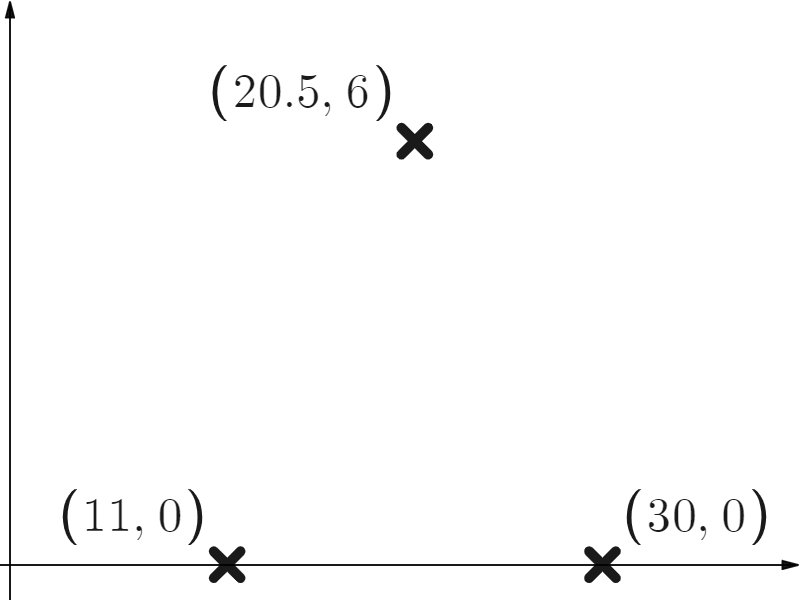 (20.5, 6)
(11, 0)
(30, 0)